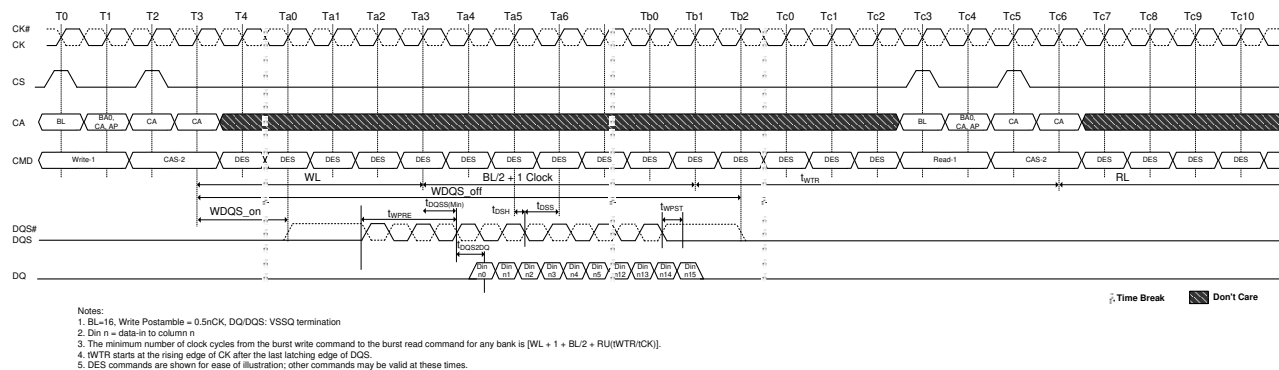 T0 T1 T2 T3 T4 Ta0 Ta1 Ta2 Ta3 Ta4 Ta5 Ta6 Tb0 Tb1 Tb2 Tc0 Tc1 Tc2 Tc3 Tc4 Tc5 Tc6 Tc7 Tc8 Tc9 Tc10
CK#
CK
CS
CA
BL BA0, CA, AP CA CA BL BA0, CA, AP CA CA
CMD
Write-1 CAS-2 DES DES DES DES DES DES DES DES DES DES DES DES DES DES DES Read-1 CAS-2 DES DES DES DES
WL BL/2 + 1 Clock tWTR RL
WDQS_off
WDQS_on
tDQSS(Min)
tWPRE tDSH tDSS tWPST
DQS#
DQS
tDQS2DQ
DQ
Din n0 Din n1 Din n2 Din n3 Din n4 Din n5 Din n12 Din n13 Din n14 Din n15
Time Break Don't Care
Notes:
1. BL=16, Write Postamble = 0.5nCK, DQ/DQS: VSSQ termination
2. Din n = data-in to column n
3. The minimum number of clock cycles from the burst write command to the burst read command for any bank is [WL + 1 + BL/2 + RU(tWTR/tCK)].
4. tWTR starts at the rising edge of CK after the last latching edge of DQS.
5. DES commands are shown for ease of illustration; other commands may be valid at these times.